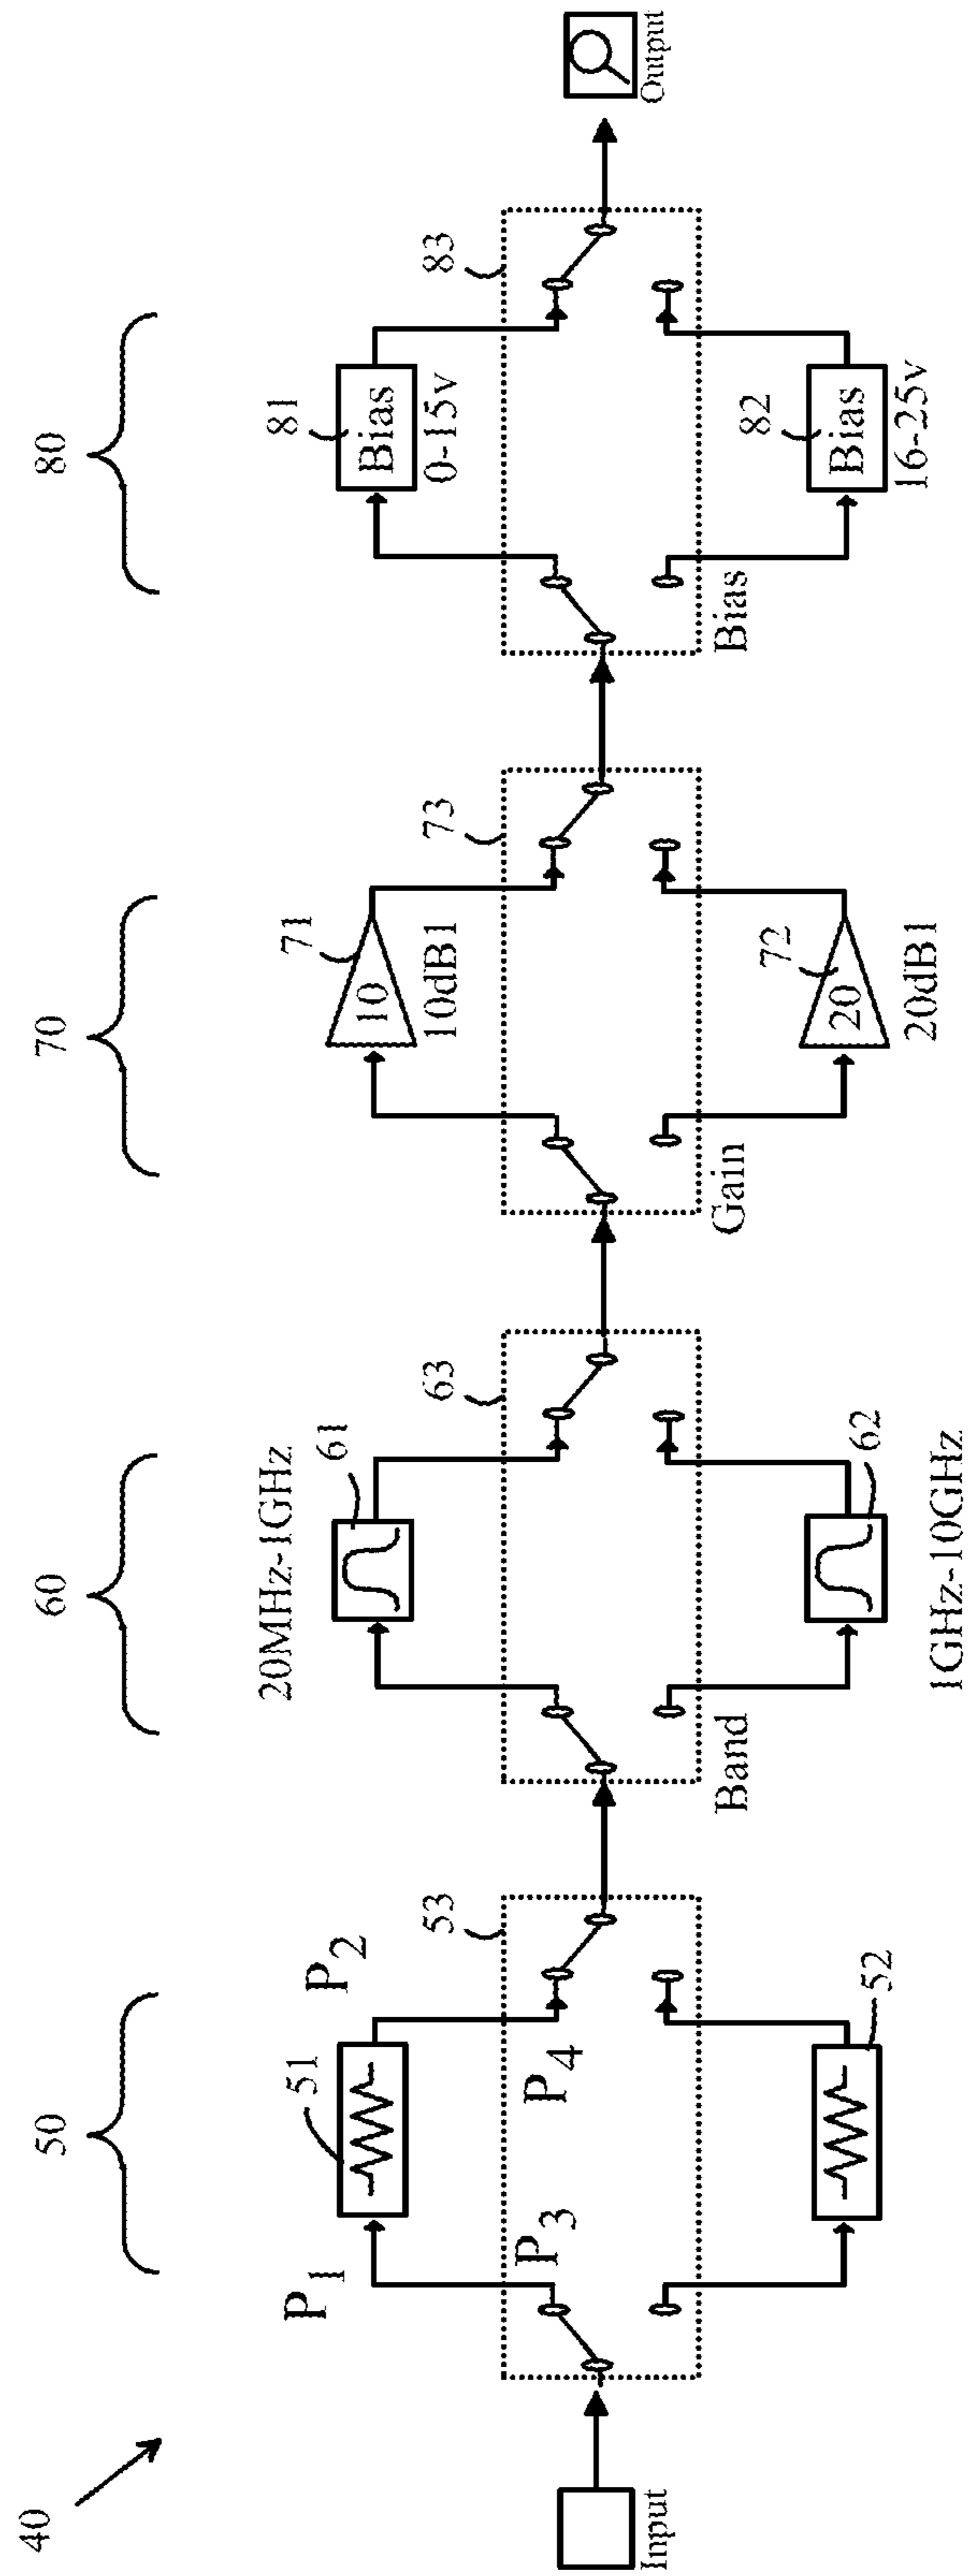 40
50
60
70
80
P1
51
P2
20MHz-1GHz
61
71
10
10dB1
81
Bias
0-15v
P3
P4
53
63
73
83
Input
Output
Band
Gain
Bias
52
62
1GHz-10GHz
72
20
20dB1
82
Bias
16-25v